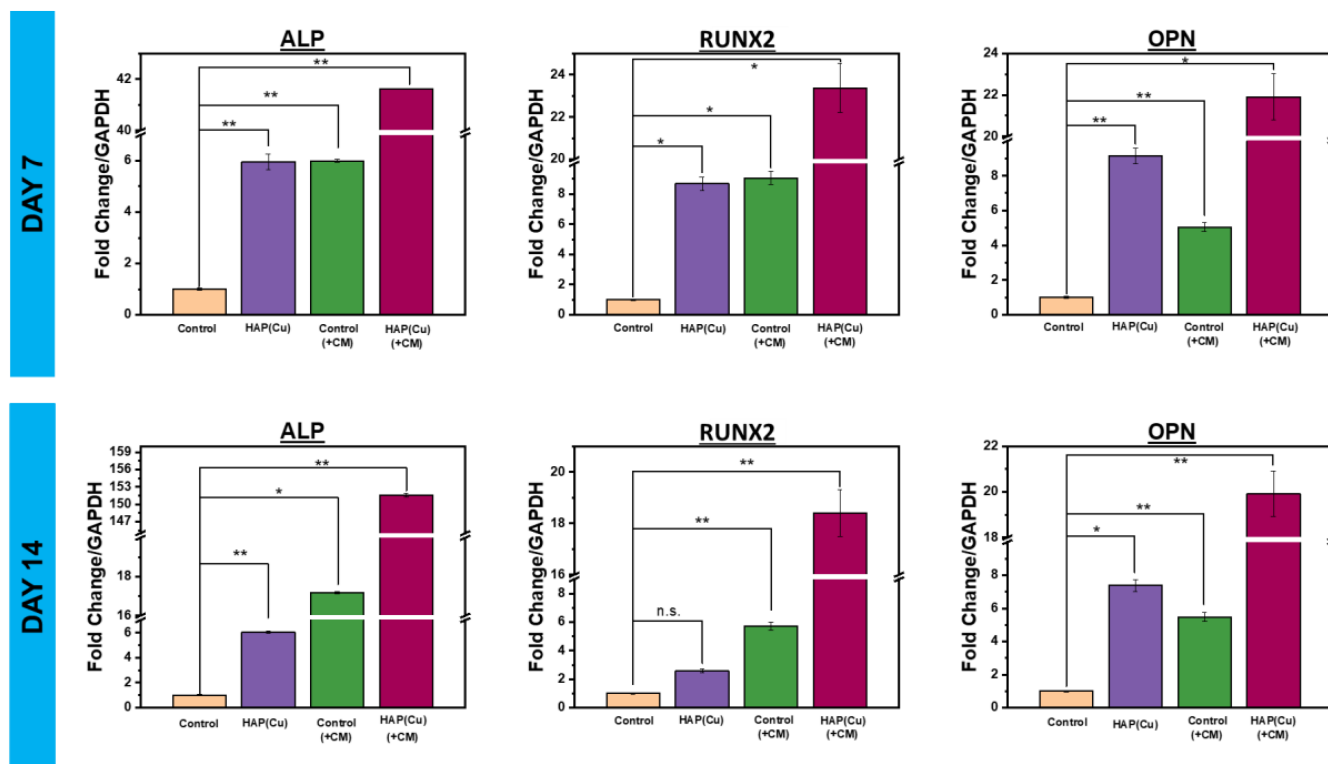 DAY 7
ALP
Fold Change/GAPDH
42
40
6
4
2
0
**
**
**
Control
HAP(Cu)
Control
(+CM)
HAP(Cu)
(+CM)
RUNX2
Fold Change/GAPDH
24
22
20
8
6
4
2
0
*
*
*
Control
HAP(Cu)
Control
(+CM)
HAP(Cu)
(+CM)
OPN
Fold Change/GAPDH
24
22
20
8
6
4
2
0
*
**
**
Control
HAP(Cu)
Control
(+CM)
HAP(Cu)
(+CM)
DAY 14
ALP
Fold Change/GAPDH
159
156
153
150
147
18
16
6
4
2
0
**
*
**
Control
HAP(Cu)
Control
(+CM)
HAP(Cu)
(+CM)
RUNX2
Fold Change/GAPDH
20
18
16
8
6
4
2
0
**
**
n.s.
Control
HAP(Cu)
Control
(+CM)
HAP(Cu)
(+CM)
OPN
Fold Change/GAPDH
22
20
18
8
6
4
2
0
**
**
*
Control
HAP(Cu)
Control
(+CM)
HAP(Cu)
(+CM)